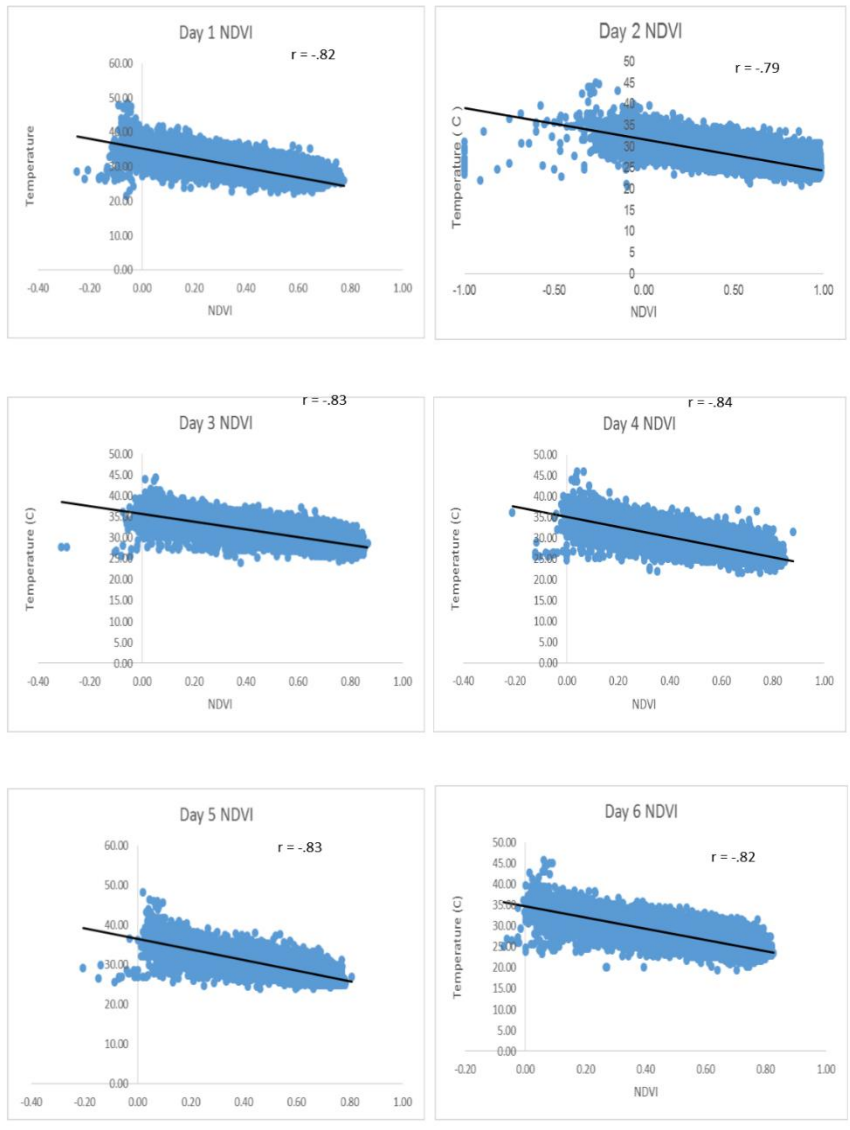 Day 1 NDVI
r = -.82
60.00
50.00
40.00
30.00
20.00
10.00
0.00
Temperature
-0.40 -0.20 0.00 0.20 0.40 0.60 0.80 1.00
NDVI
Day 2 NDVI
r = -.79
50
45
40
35
30
25
20
15
10
5
0
Temperature ( C )
-1.00 -0.50 0.00 0.50 1.00
NDVI
r = -.83
Day 3 NDVI
50.00
45.00
40.00
35.00
30.00
25.00
20.00
15.00
10.00
5.00
0.00
Temperature (C)
-0.40 -0.20 0.00 0.20 0.40 0.60 0.80 1.00
NDVI
r = -.84
Day 4 NDVI
50.00
45.00
40.00
35.00
30.00
25.00
20.00
15.00
10.00
5.00
0.00
Temperature (C)
-0.40 -0.20 0.00 0.20 0.40 0.60 0.80 1.00
NDVI
Day 5 NDVI
r = -.83
60.00
50.00
40.00
30.00
20.00
10.00
0.00
Temperature (C)
-0.40 -0.20 0.00 0.20 0.40 0.60 0.80 1.00
NDVI
Day 6 NDVI
r = -.82
50.00
45.00
40.00
35.00
30.00
25.00
20.00
15.00
10.00
5.00
0.00
Temperature (C)
-0.20 0.00 0.20 0.40 0.60 0.80 1.00
NDVI